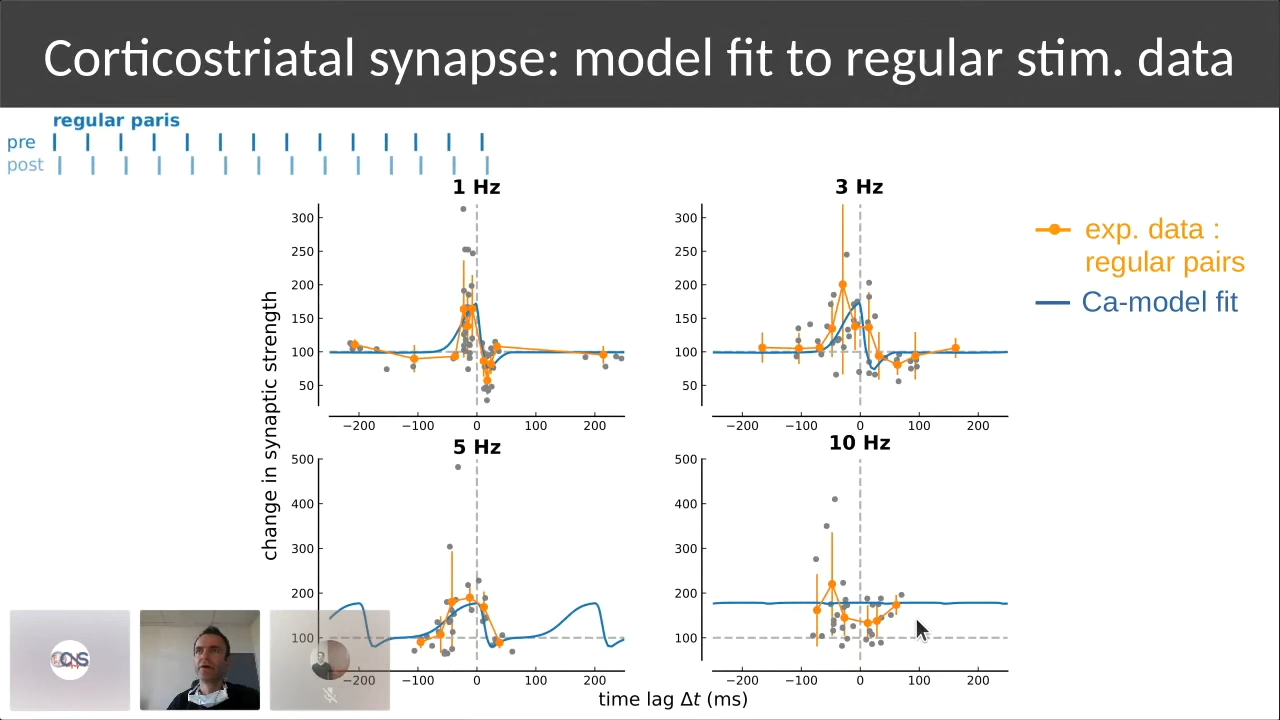 Corticostriatal synapse: model fit to regular stim. data
regular paris
pre
post
1 Hz
3 Hz
300
250
200
150
100
50
−200 −100 0 100 200
300
250
200
150
100
50
−200 −100 0 100 200
exp. data :
regular pairs
Ca-model fit
change in synaptic strength
5 Hz
10 Hz
500
400
300
200
100
−200 −100 0 100 200
500
400
300
200
100
−200 −100 0 100 200
time lag Δt (ms)